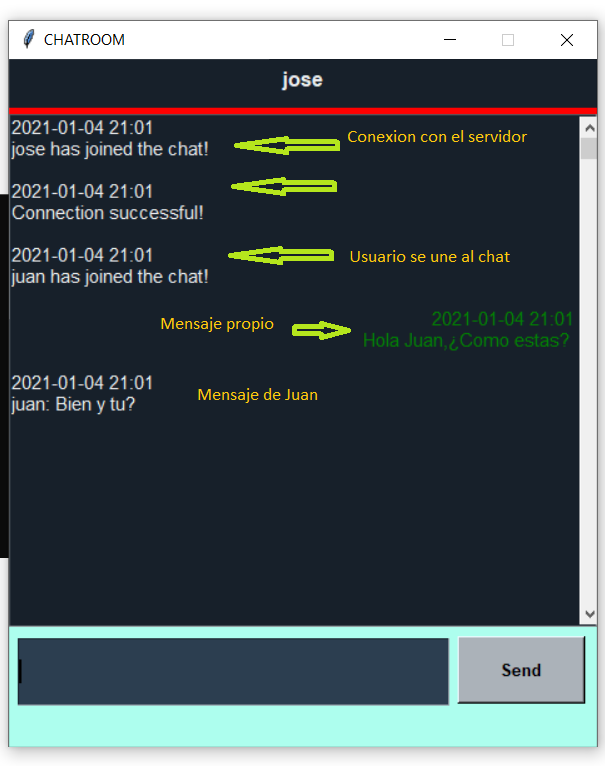 CHATROOM
jose
2021-01-04 21:01
jose has joined the chat!
Conexion con el servidor
2021-01-04 21:01
Connection successful!
2021-01-04 21:01
juan has joined the chat!
Usuario se une al chat
Mensaje propio
2021-01-04 21:01
Hola Juan,¿Como estas?
2021-01-04 21:01
juan: Bien y tu?
Mensaje de Juan
Send